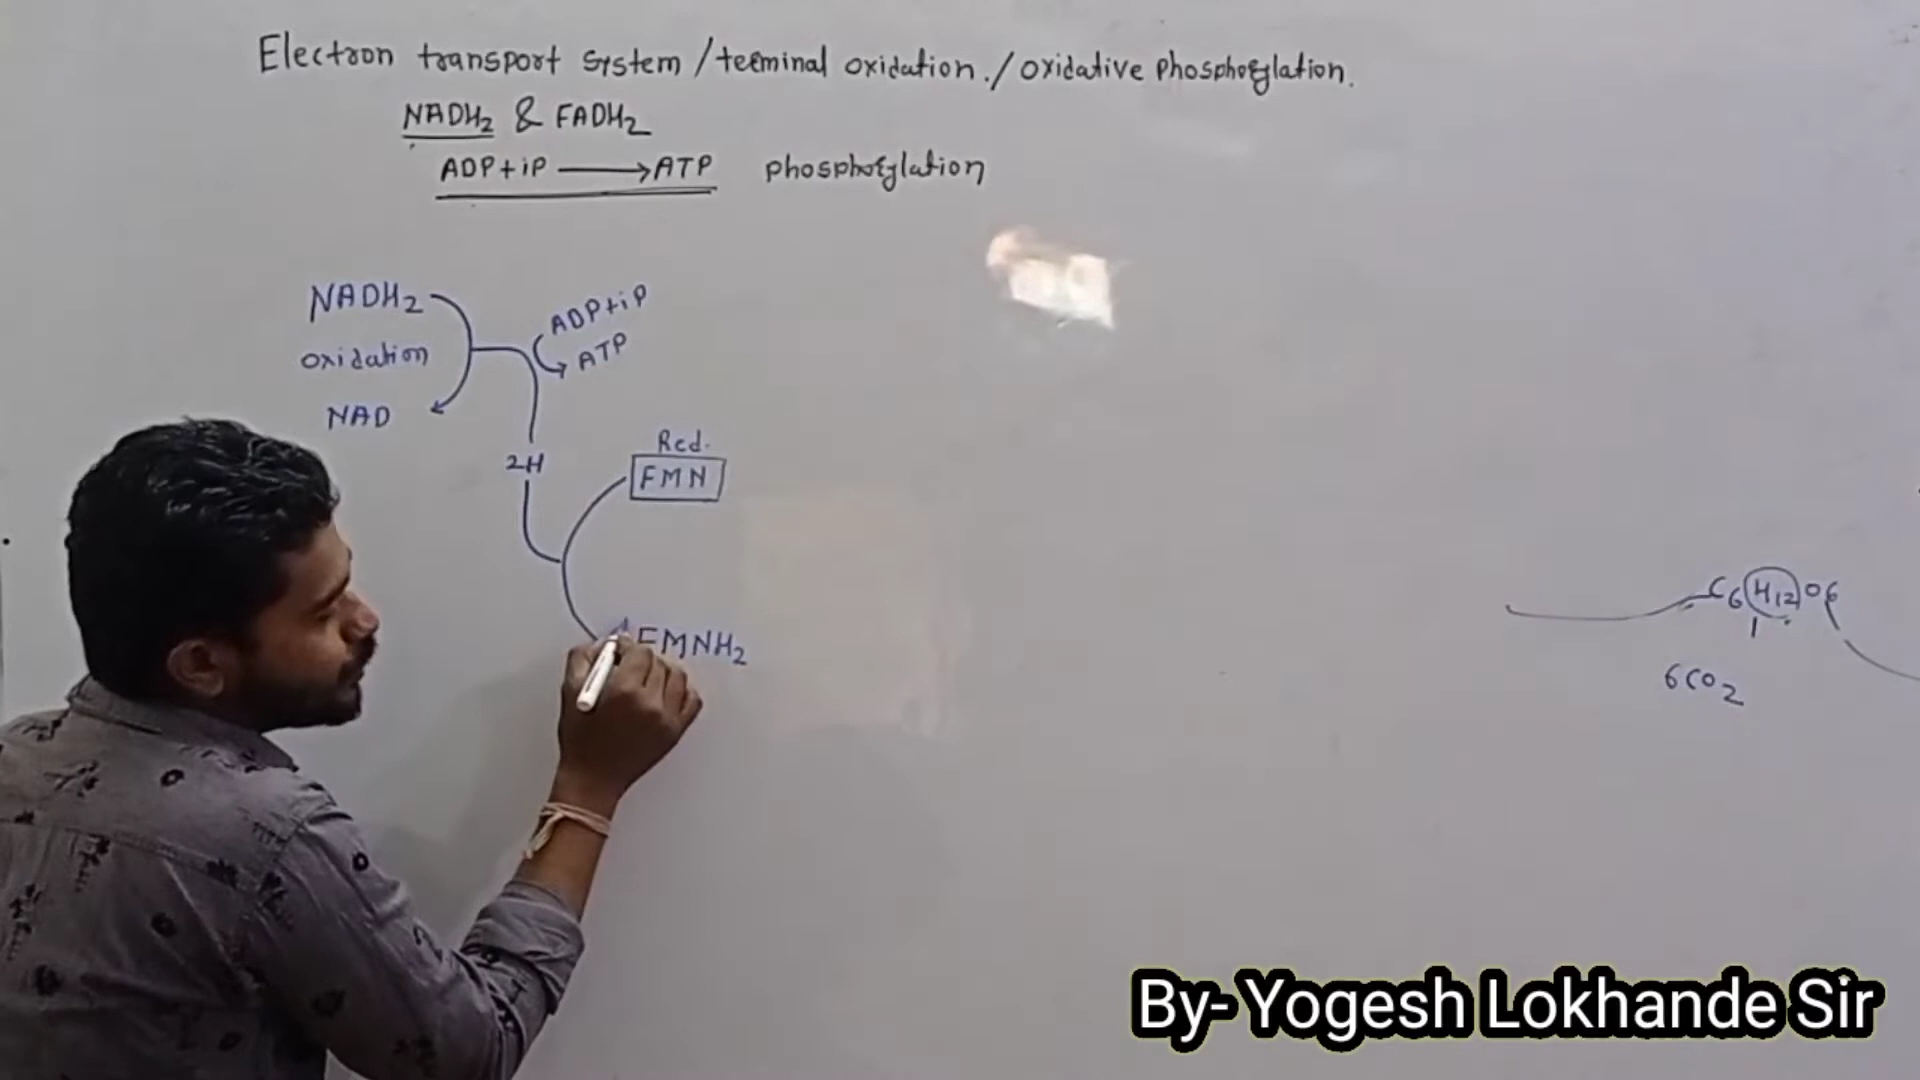 Electron transport system / terminal oxidation. / oxidative phosphorylation.
NADH2 & FADH2
ADP+iP → ATP phosphorylation
NADH2
ADP+iP
oxidation
ATP
NAD
2H
Red.
FMN
FMNH2
C6H12O6
6CO2
By- Yogesh Lokhande Sir